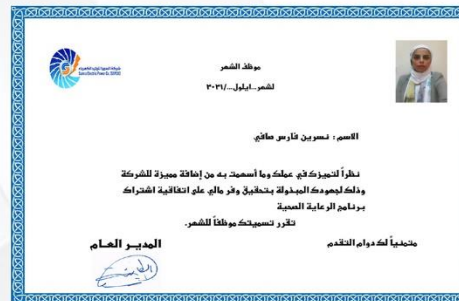 موظف الشهر
لشهر...ايلول.../٢٠٢١
الاسم: نسرين فارس صافي
نظراً لتميزك في عملك وما أسهمت به من إضافة مميزة للشركة
وذلك لجهودك المبذولة بتحقيق وفر مالي على اتفاقية اشتراك
برنامج الرعاية الصحية
تقرر تسميتك موظفاً للشهر.
متمنياً لك دوام التقدم
المدير العام